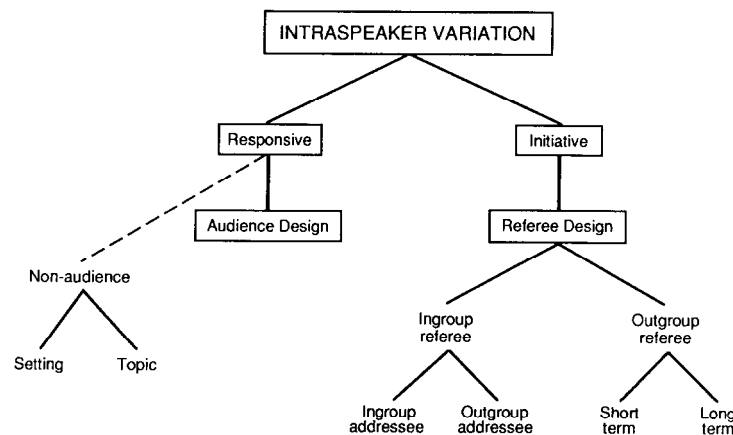 INTRASPEAKER VARIATION
Responsive
Initiative
Audience Design
Referee Design
Non-audience
Setting
Topic
Ingroup
referee
Outgroup
referee
Ingroup
addressee
Outgroup
addressee
Short
term
Long
term